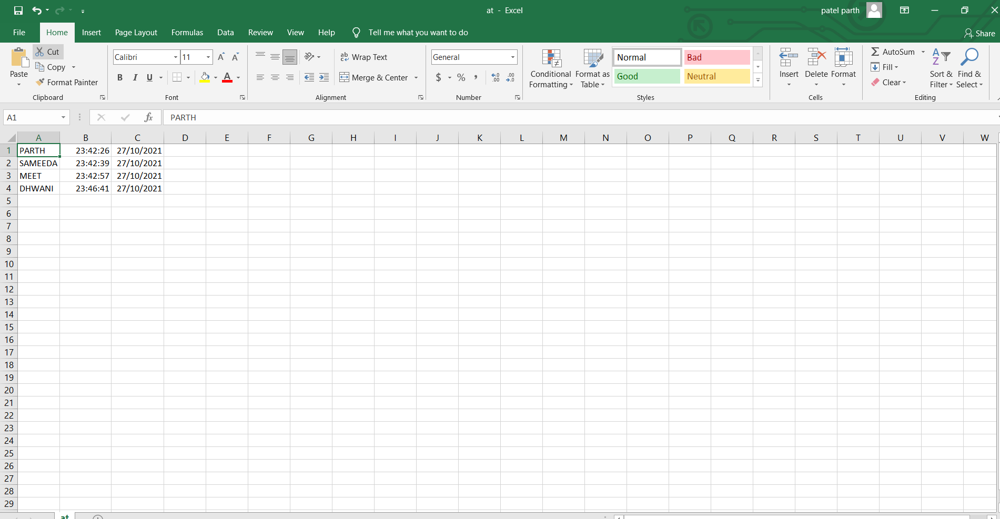 at - Excel
patel parth
File Home Insert Page Layout Formulas Data Review View Help Tell me what you want to do
Share
Paste
Cut
Copy
Format Painter
Clipboard
Calibri 11
B I U
Font
Wrap Text
Merge & Center
Alignment
General
$ % ,
Number
Conditional Formatting
Format as Table
Normal Bad
Good Neutral
Styles
Insert Delete Format
Cells
AutoSum
Fill
Clear
Sort & Filter
Find & Select
Editing
A1 fx PARTH
A B C D E F G H I J K L M N O P Q R S T U V W
1 PARTH 23:42:26 27/10/2021
2 SAMEEDA 23:42:39 27/10/2021
3 MEET 23:42:57 27/10/2021
4 DHWANI 23:46:41 27/10/2021
5
6
7
8
9
10
11
12
13
14
15
16
17
18
19
20
21
22
23
24
25
26
27
28
29
at